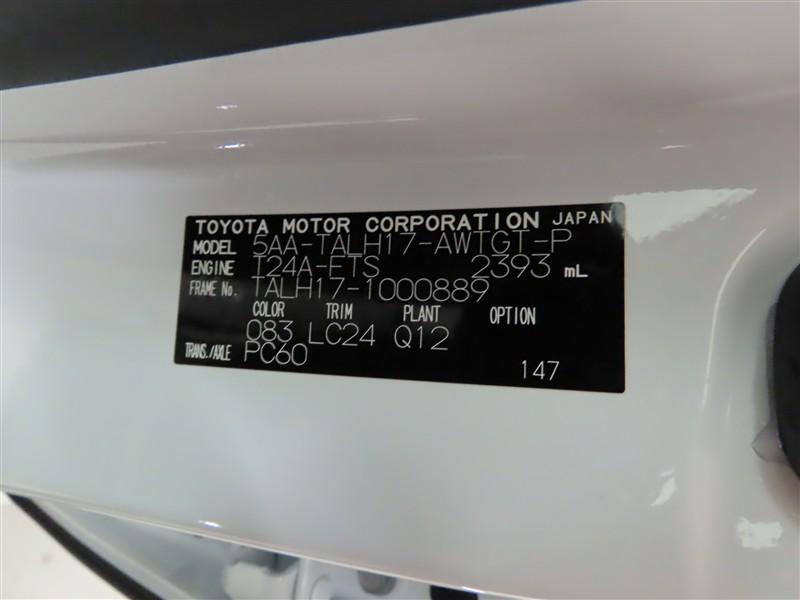 TOYOTA MOTOR CORPORATION JAPAN
MODEL 5AA-TALH17-AWTGT-P
ENGINE T24A-ETS 2393 mL
FRAME No. TALH17-1000889
COLOR TRIM PLANT OPTION
083 LC24 Q12
TRANS./AXLE PC60
147